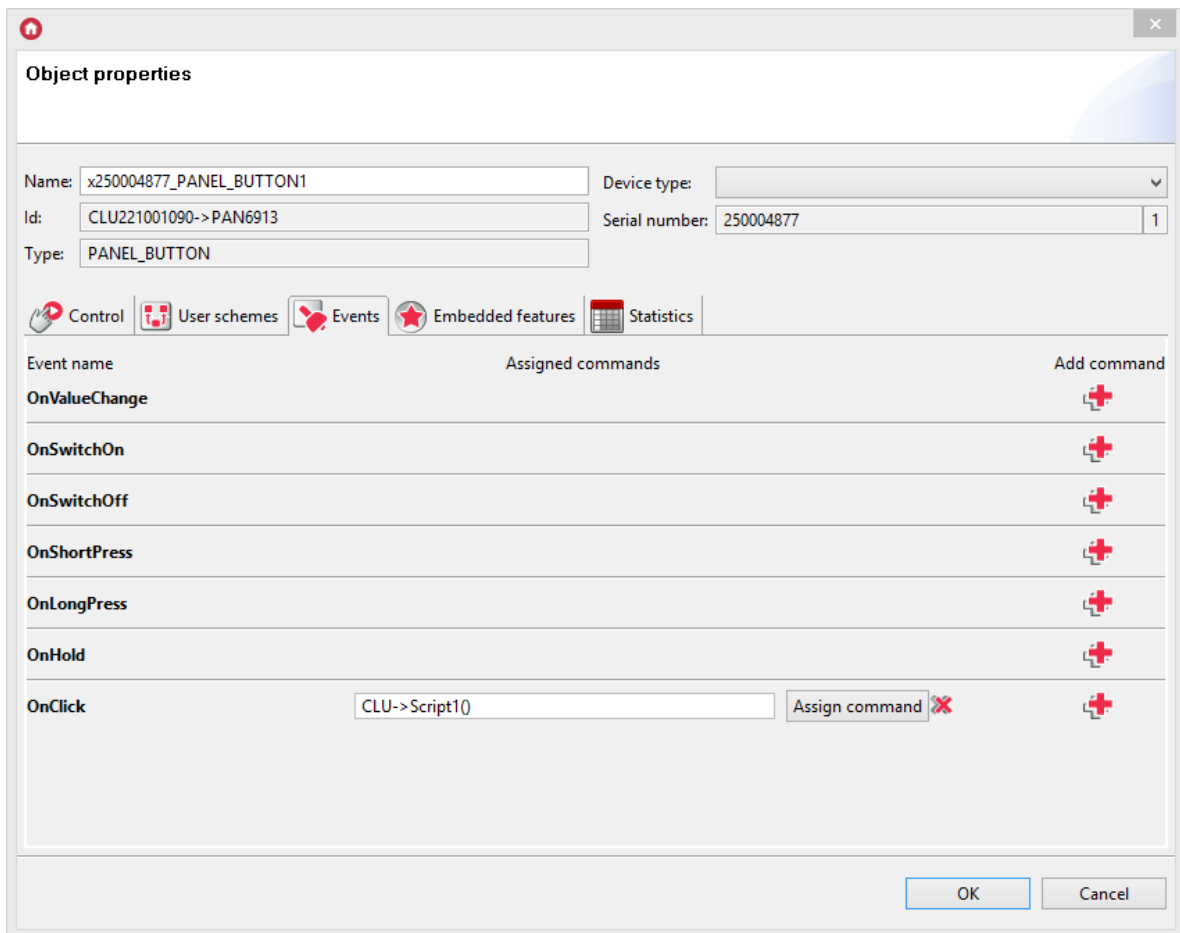 Object properties
Name: x250004877_PANEL_BUTTON1 Device type:
Id: CLU221001090->PAN6913 Serial number: 250004877 1
Type: PANEL_BUTTON
Control User schemes Events Embedded features Statistics
Event name Assigned commands Add command
OnValueChange
OnSwitchOn
OnSwitchOff
OnShortPress
OnLongPress
OnHold
OnClick CLU->Script1() Assign command
OK Cancel